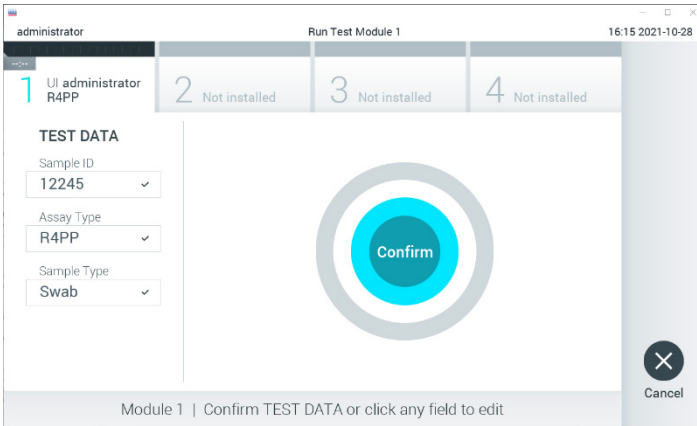 administrator Run Test Module 1 16:15 2021-10-28
--:--
1 UI administrator
R4PP
2 Not installed
3 Not installed
4 Not installed
TEST DATA
Sample ID
12245
Assay Type
R4PP
Sample Type
Swab
Confirm
Cancel
Module 1 | Confirm TEST DATA or click any field to edit